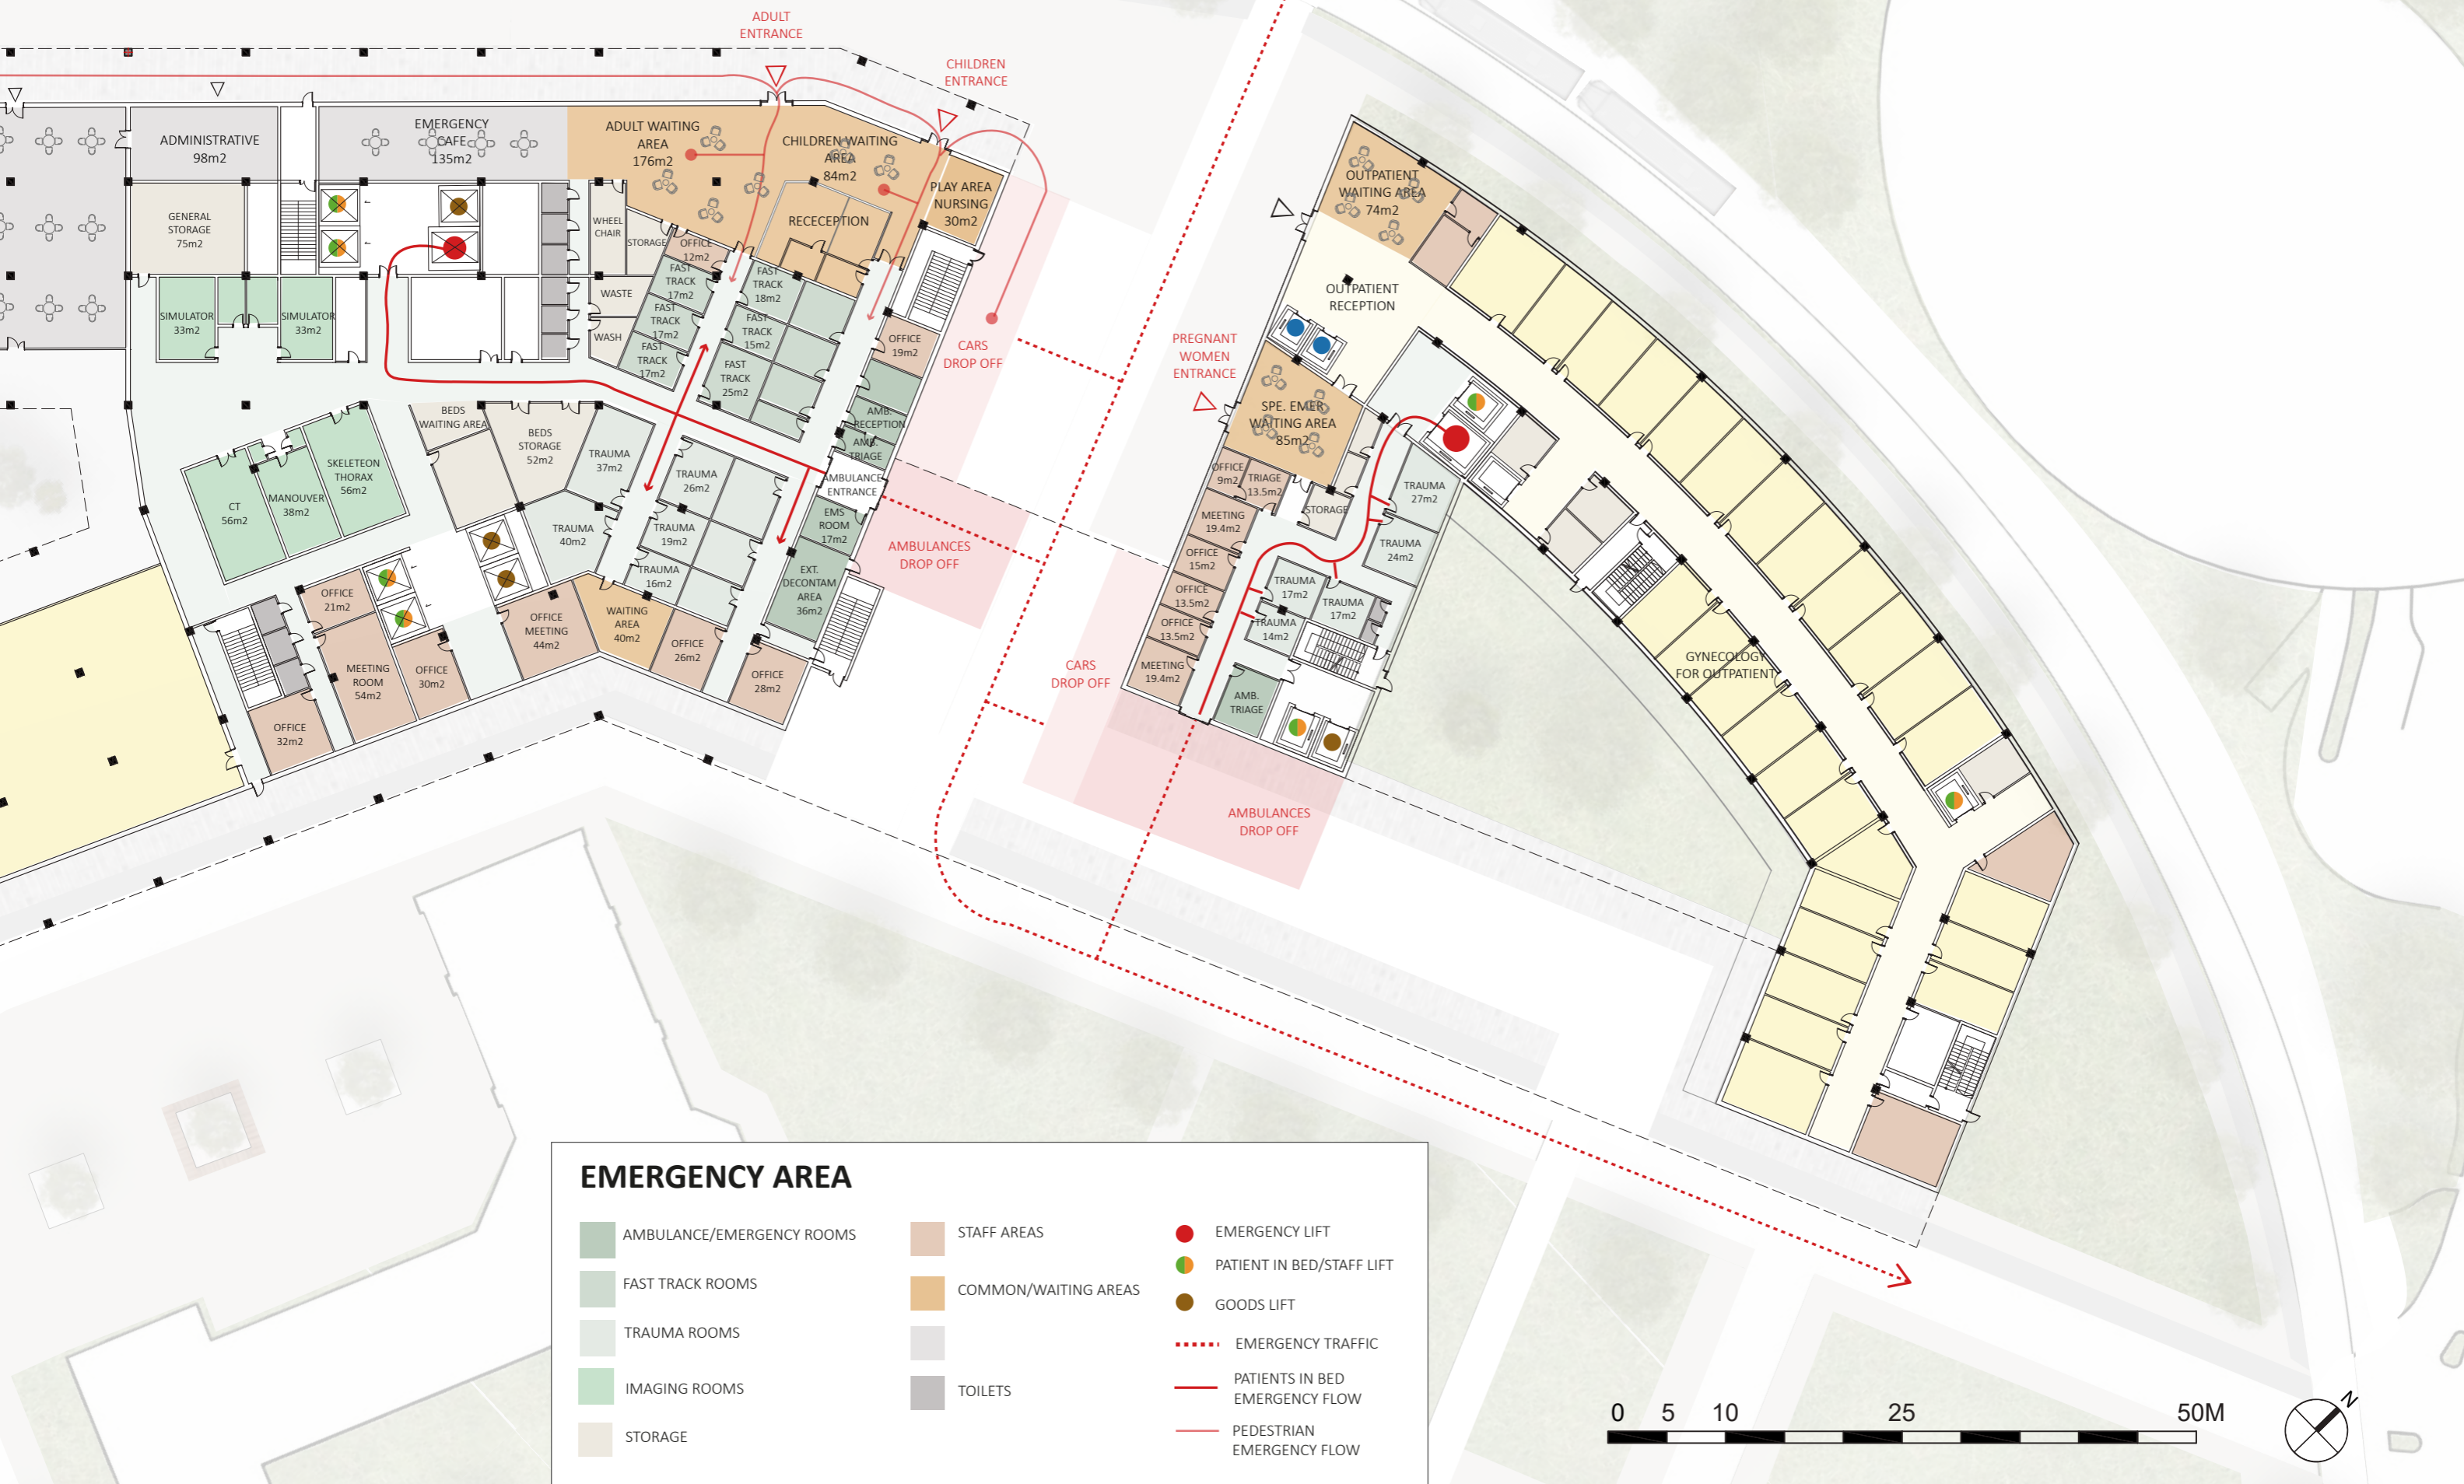 ADULT
ENTRANCE
CHILDREN
ENTRANCE
ADMINISTRATIVE
98m2
EMERGENCY
CAFE
135m2
ADULT WAITING
AREA
176m2
CHILDREN WAITING
AREA
84m2
PLAY AREA
NURSING
30m2
RECECEPTION
GENERAL
STORAGE
75m2
WHEEL
CHAIR
STORAGE
OFFICE
12m2
FAST
TRACK
17m2
FAST
TRACK
18m2
WASTE
FAST
TRACK
17m2
FAST
TRACK
15m2
SIMULATOR
33m2
SIMULATOR
33m2
WASH
FAST
TRACK
17m2
FAST
TRACK
25m2
OFFICE
19m2
CARS
DROP OFF
AMB.
RECEPTION
AMB.
TRIAGE
AMBULANCE
ENTRANCE
BEDS
WAITING AREA
BEDS
STORAGE
52m2
TRAUMA
37m2
TRAUMA
26m2
SKELETEON
THORAX
56m2
MANOUVER
38m2
CT
56m2
TRAUMA
40m2
TRAUMA
19m2
TRAUMA
16m2
EMS
ROOM
17m2
EXT.
DECONTAM
AREA
36m2
AMBULANCES
DROP OFF
OFFICE
21m2
MEETING
ROOM
54m2
OFFICE
30m2
OFFICE
32m2
OFFICE
MEETING
44m2
WAITING
AREA
40m2
OFFICE
26m2
OFFICE
28m2
OUTPATIENT
WAITING AREA
74m2
OUTPATIENT
RECEPTION
PREGNANT
WOMEN
ENTRANCE
SPE. EMER
WAITING AREA
85m2
OFFICE
9m2
TRIAGE
13.5m2
STORAGE
TRAUMA
27m2
MEETING
19.4m2
TRAUMA
24m2
OFFICE
15m2
OFFICE
13.5m2
TRAUMA
17m2
TRAUMA
17m2
OFFICE
13.5m2
TRAUMA
14m2
MEETING
19.4m2
AMB.
TRIAGE
CARS
DROP OFF
AMBULANCES
DROP OFF
GYNECOLOGY
FOR OUTPATIENT
EMERGENCY AREA
AMBULANCE/EMERGENCY ROOMS
FAST TRACK ROOMS
TRAUMA ROOMS
IMAGING ROOMS
STORAGE
STAFF AREAS
COMMON/WAITING AREAS
TOILETS
EMERGENCY LIFT
PATIENT IN BED/STAFF LIFT
GOODS LIFT
EMERGENCY TRAFFIC
PATIENTS IN BED
EMERGENCY FLOW
PEDESTRIAN
EMERGENCY FLOW
0 5 10 25 50M
N